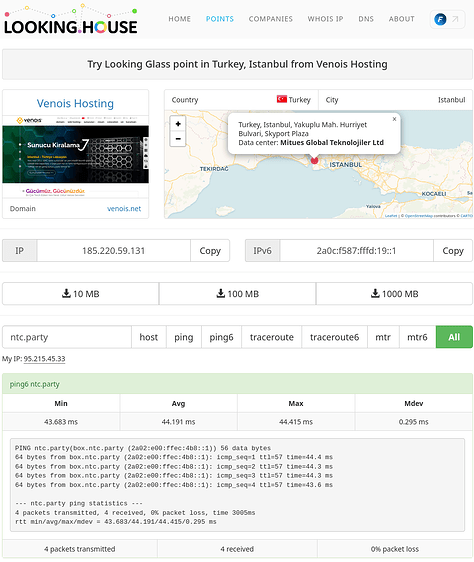 LOOKING.HOUSE
HOME POINTS COMPANIES WHOIS IP DNS ABOUT
Try Looking Glass point in Turkey, Istanbul from Venois Hosting
Venois Hosting
venois
Sunucu Kiralama
Gücümüz, Gücünüzdür.
Domain venois.net
Country Turkey City Istanbul
+
−
×
Turkey, Istanbul, Yakuplu Mah. Hurriyet
Bulvari, Skyport Plaza
Data center: Mitues Global Teknolojiler Ltd
TEKIRDAĞ
ISTANBUL
KOCAELI
Yalova
Leaflet | © OpenStreetMap contributors © CARTO
IP 185.220.59.131 Copy
IPv6 2a0c:f587:fffd:19::1 Copy
10 MB 100 MB 1000 MB
ntc.party host ping ping6 traceroute traceroute6 mtr mtr6 All
My IP: 95.215.45.33
ping6 ntc.party
Min Avg Max Mdev
43.683 ms 44.191 ms 44.415 ms 0.295 ms
PING ntc.party(box.ntc.party (2a02:e00:ffec:4b8::1)) 56 data bytes
64 bytes from box.ntc.party (2a02:e00:ffec:4b8::1): icmp_seq=1 ttl=57 time=44.4 ms
64 bytes from box.ntc.party (2a02:e00:ffec:4b8::1): icmp_seq=2 ttl=57 time=44.3 ms
64 bytes from box.ntc.party (2a02:e00:ffec:4b8::1): icmp_seq=3 ttl=57 time=44.3 ms
64 bytes from box.ntc.party (2a02:e00:ffec:4b8::1): icmp_seq=4 ttl=57 time=43.6 ms
--- ntc.party ping statistics ---
4 packets transmitted, 4 received, 0% packet loss, time 3005ms
rtt min/avg/max/mdev = 43.683/44.191/44.415/0.295 ms
4 packets transmitted 4 received 0% packet loss